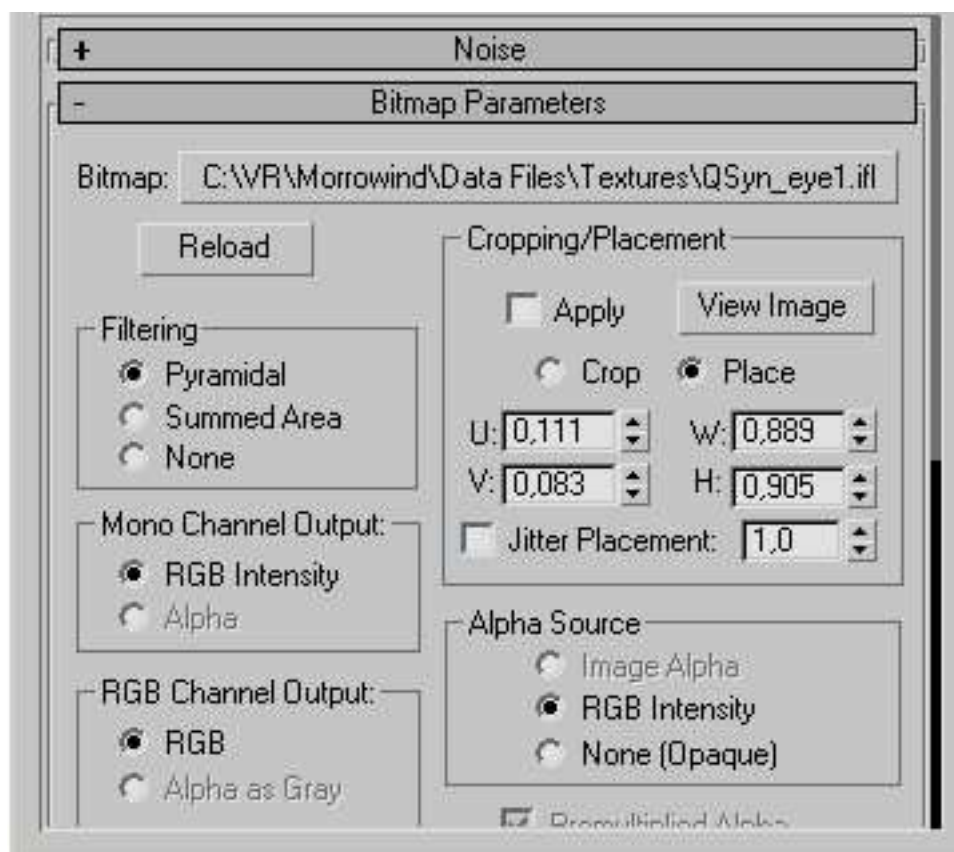 + Noise
- Bitmap Parameters
Bitmap: C:\VR\Morrowind\Data Files\Textures\QSyn_eye1.ifl
Reload
Filtering
Pyramidal
Summed Area
None
Mono Channel Output:
RGB Intensity
Alpha
RGB Channel Output:
RGB
Alpha as Gray
Cropping/Placement
Apply View Image
Crop Place
U: 0,111 W: 0,889
V: 0,083 H: 0,905
Jitter Placement: 1,0
Alpha Source
Image Alpha
RGB Intensity
None (Opaque)
Premultiplied Alpha